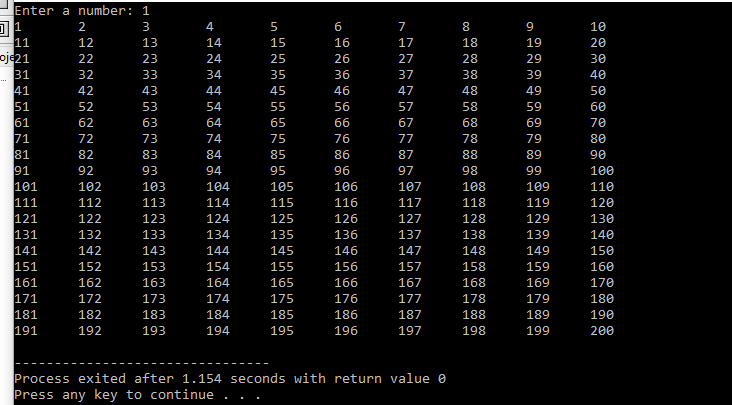 Enter a number: 1
1 2 3 4 5 6 7 8 9 10
11 12 13 14 15 16 17 18 19 20
oje
21 22 23 24 25 26 27 28 29 30
31 32 33 34 35 36 37 38 39 40
41 42 43 44 45 46 47 48 49 50
51 52 53 54 55 56 57 58 59 60
61 62 63 64 65 66 67 68 69 70
71 72 73 74 75 76 77 78 79 80
81 82 83 84 85 86 87 88 89 90
91 92 93 94 95 96 97 98 99 100
101 102 103 104 105 106 107 108 109 110
111 112 113 114 115 116 117 118 119 120
121 122 123 124 125 126 127 128 129 130
131 132 133 134 135 136 137 138 139 140
141 142 143 144 145 146 147 148 149 150
151 152 153 154 155 156 157 158 159 160
161 162 163 164 165 166 167 168 169 170
171 172 173 174 175 176 177 178 179 180
181 182 183 184 185 186 187 188 189 190
191 192 193 194 195 196 197 198 199 200
--------------------------------
Process exited after 1.154 seconds with return value 0
Press any key to continue . . .